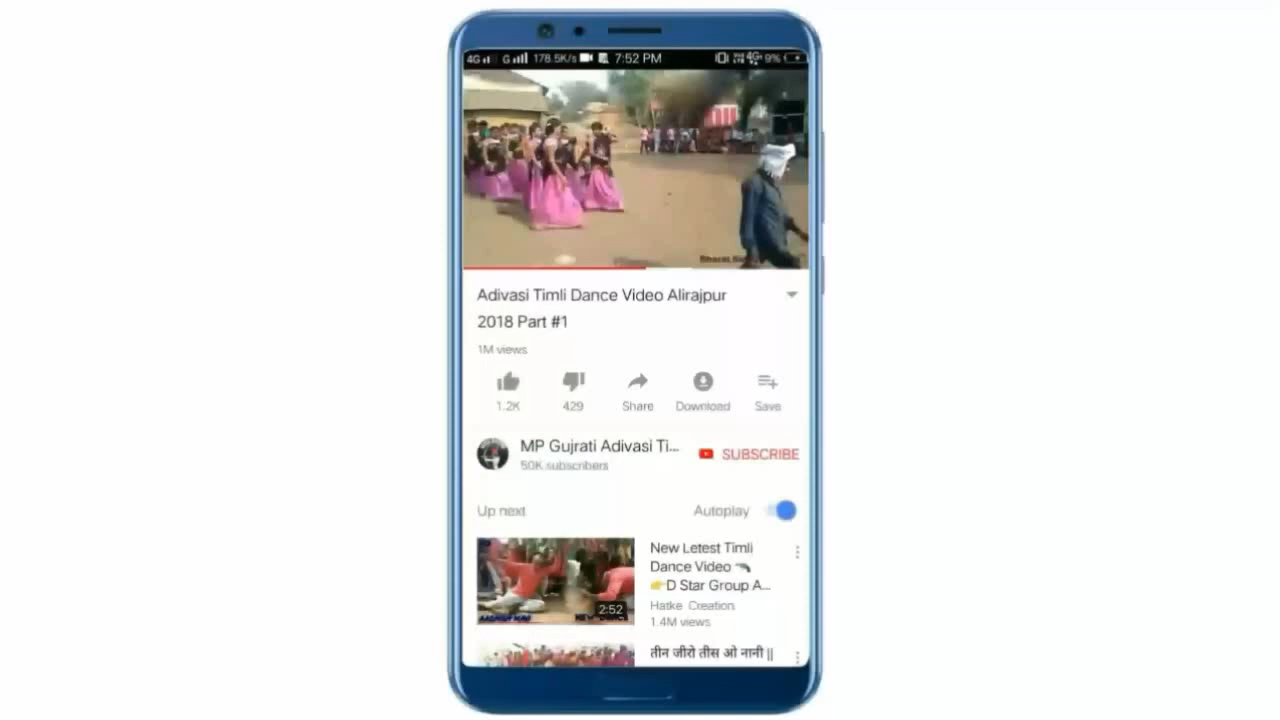 4G G 178.5K/s 7:52 PM 4G+ 9%
Adivasi Timli Dance Video Alirajpur
2018 Part #1
1M views
1.2K 429 Share Download Save
MP Gujrati Adivasi Ti... SUBSCRIBE
50K subscribers
Up next Autoplay
New Letest Timli
Dance Video
D Star Group A...
Hatke Creation
1.4M views
2:52
तीन जीरो तीस ओ नानी ||